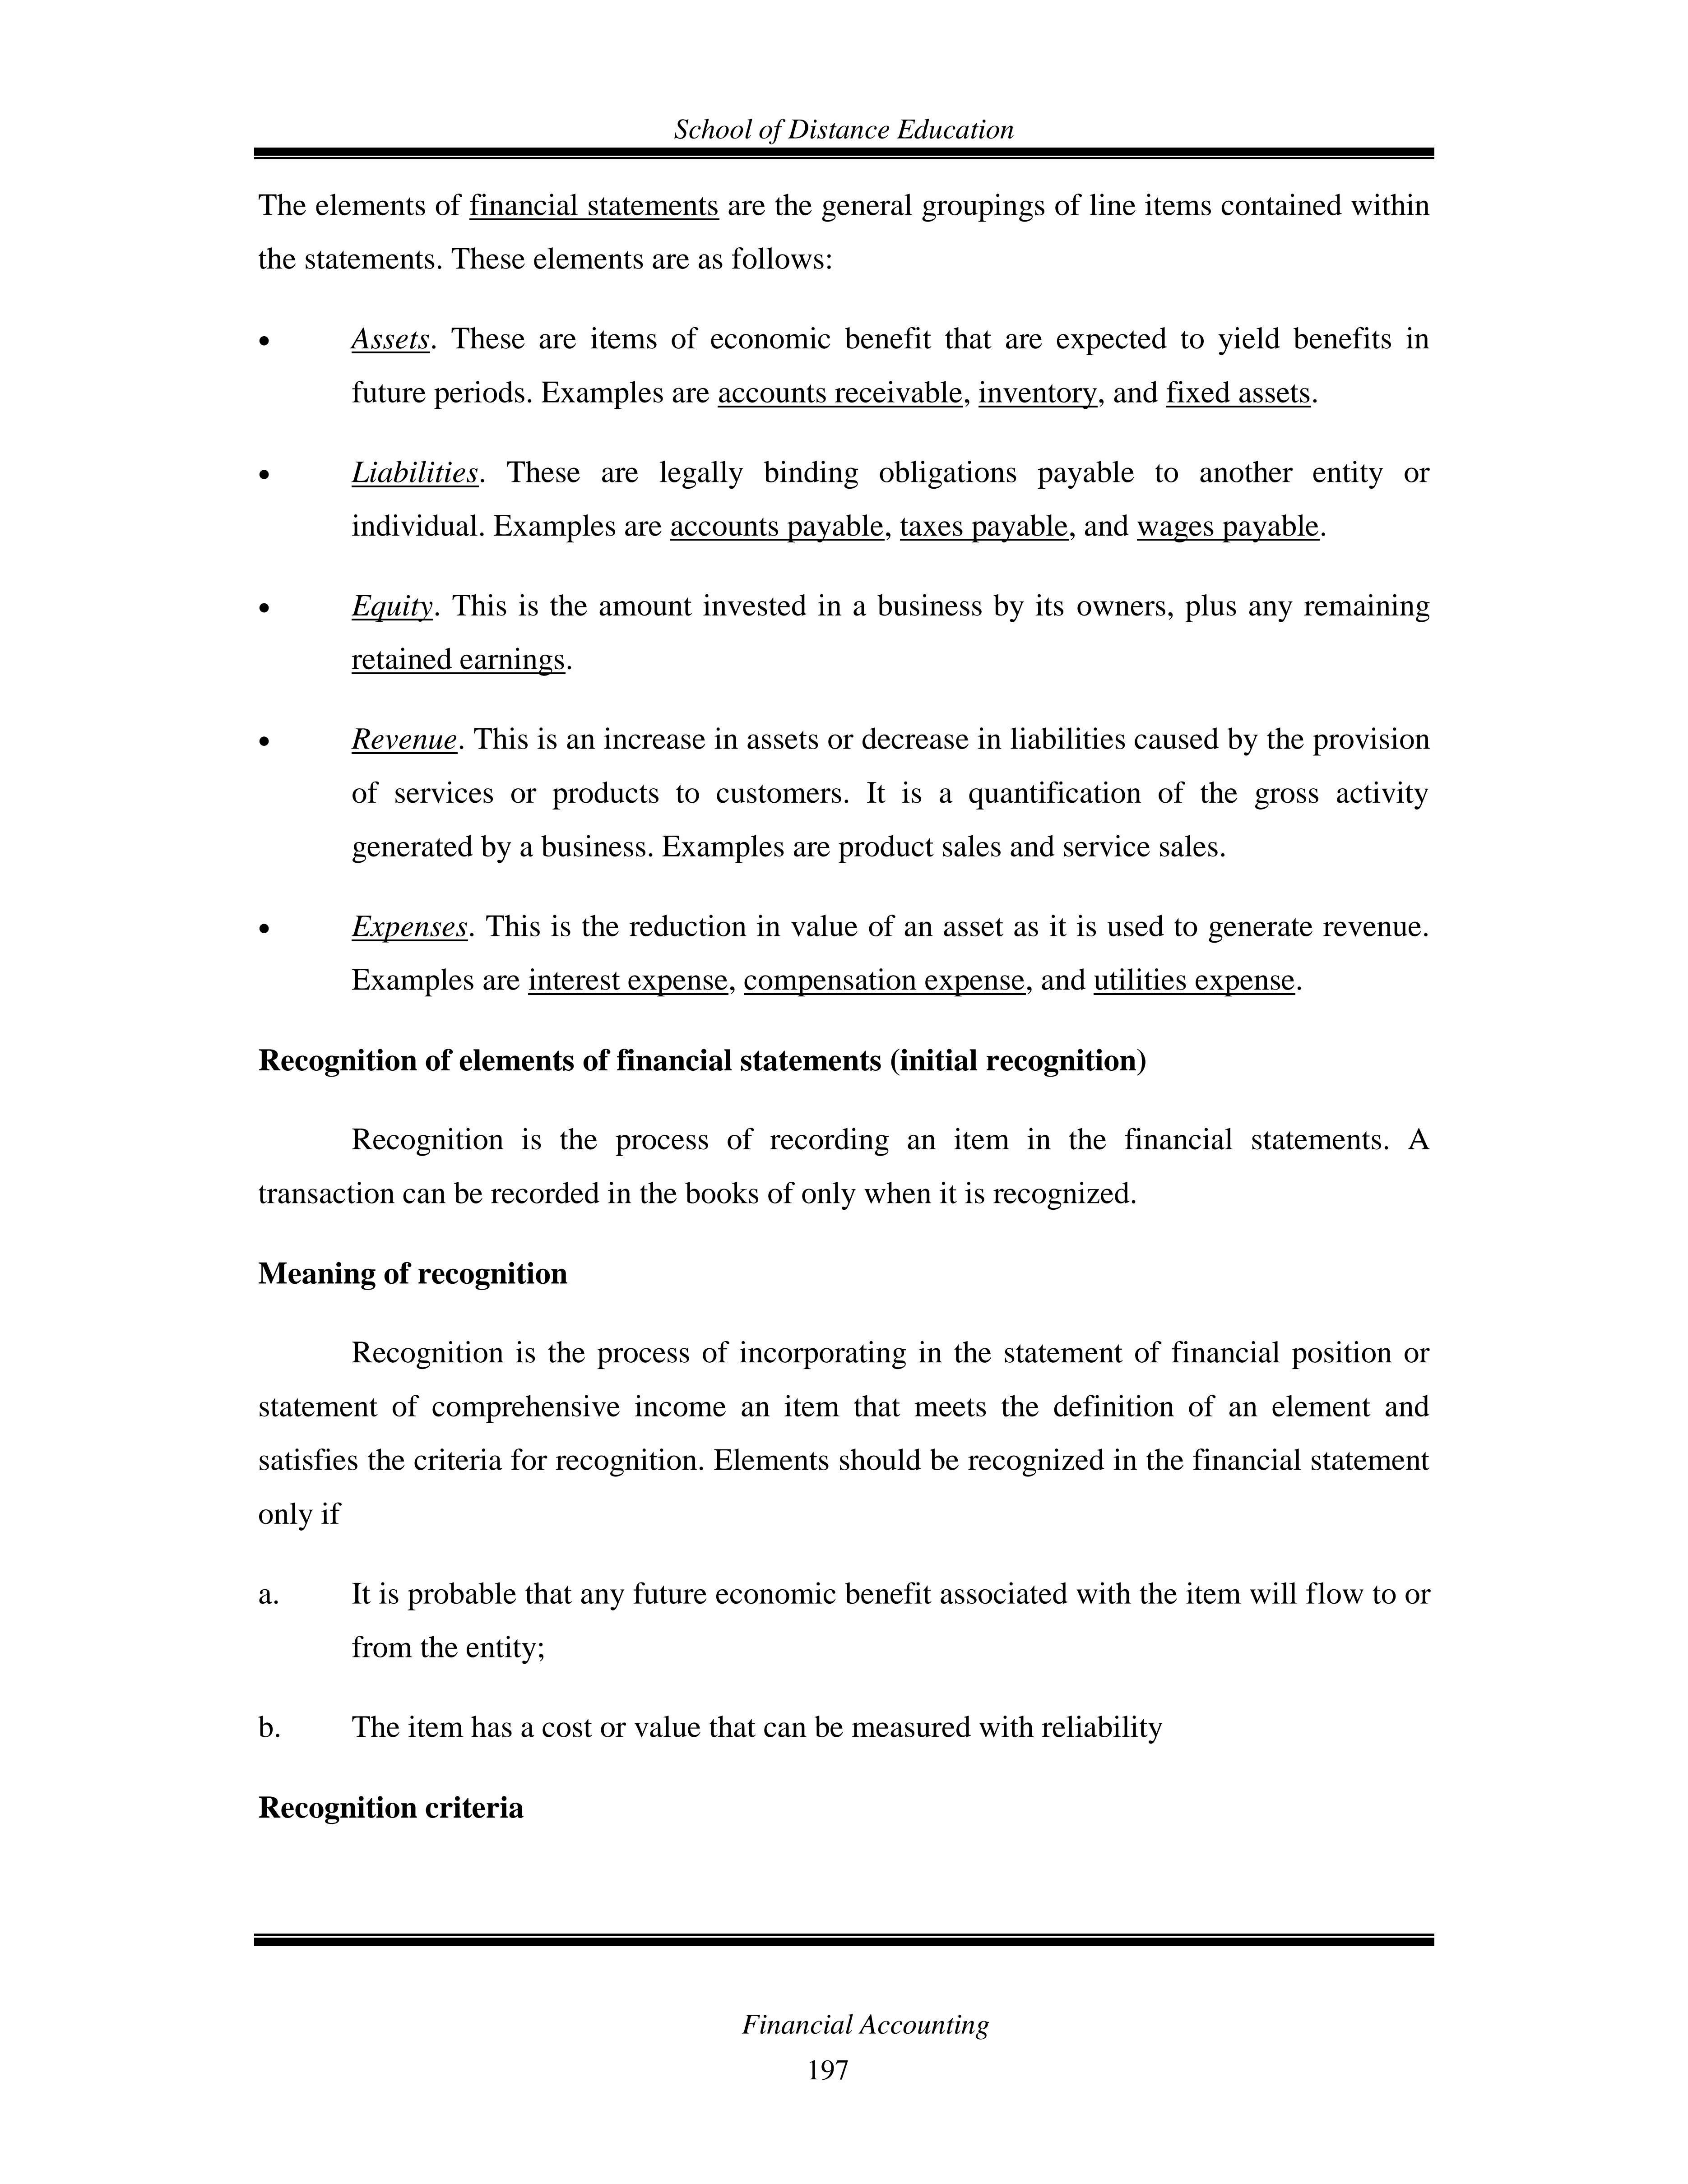 School of Distance Education
The elements of financial statements are the general groupings of line items contained within
the statements. These elements are as follows:
• Assets. These are items of economic benefit that are expected to yield benefits in
future periods. Examples are accounts receivable, inventory, and fixed assets.
• Liabilities. These are legally binding obligations payable to another entity or
individual. Examples are accounts payable, taxes payable, and wages payable.
• Equity. This is the amount invested in a business by its owners, plus any remaining
retained earnings.
• Revenue. This is an increase in assets or decrease in liabilities caused by the provision
of services or products to customers. It is a quantification of the gross activity
generated by a business. Examples are product sales and service sales.
• Expenses. This is the reduction in value of an asset as it is used to generate revenue.
Examples are interest expense, compensation expense, and utilities expense.
Recognition of elements of financial statements (initial recognition)
Recognition is the process of recording an item in the financial statements. A
transaction can be recorded in the books of only when it is recognized.
Meaning of recognition
Recognition is the process of incorporating in the statement of financial position or
statement of comprehensive income an item that meets the definition of an element and
satisfies the criteria for recognition. Elements should be recognized in the financial statement
only if
a. It is probable that any future economic benefit associated with the item will flow to or
from the entity;
b. The item has a cost or value that can be measured with reliability
Recognition criteria
Financial Accounting
197